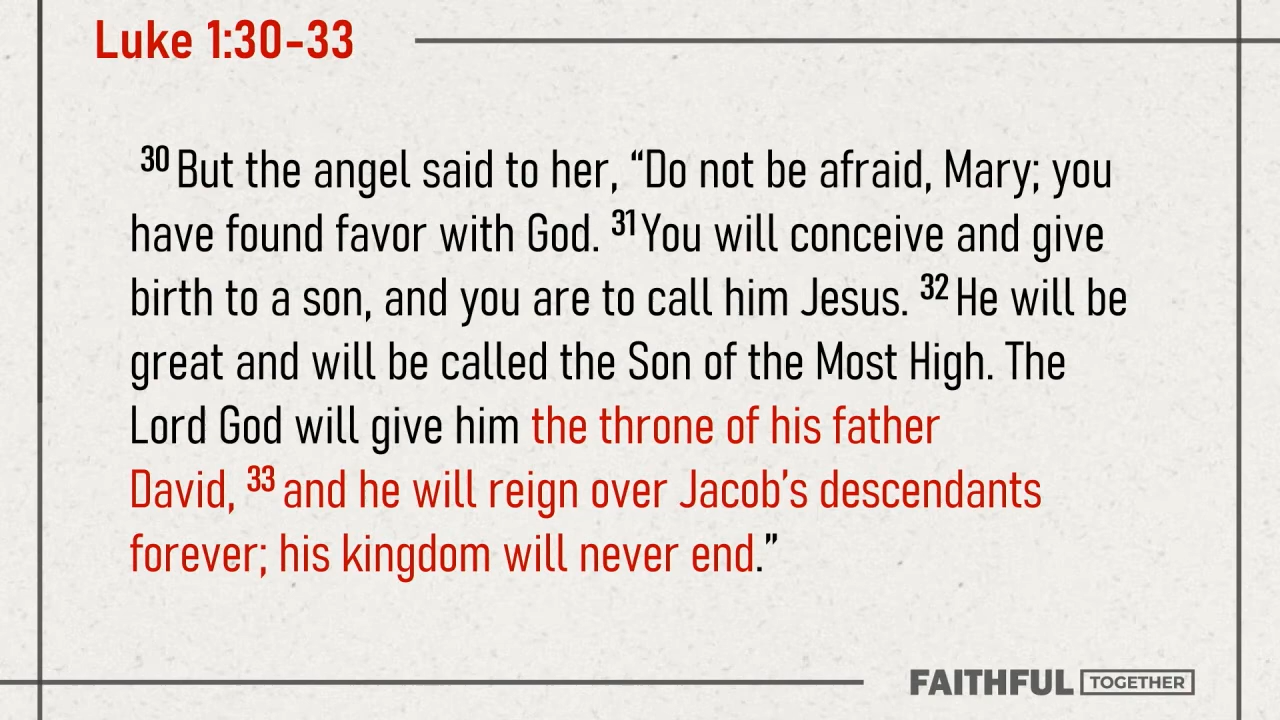 Luke 1:30-33
30 But the angel said to her, “Do not be afraid, Mary; you
have found favor with God. 31 You will conceive and give
birth to a son, and you are to call him Jesus. 32 He will be
great and will be called the Son of the Most High. The
Lord God will give him the throne of his father
David, 33 and he will reign over Jacob’s descendants
forever; his kingdom will never end.”
FAITHFUL TOGETHER